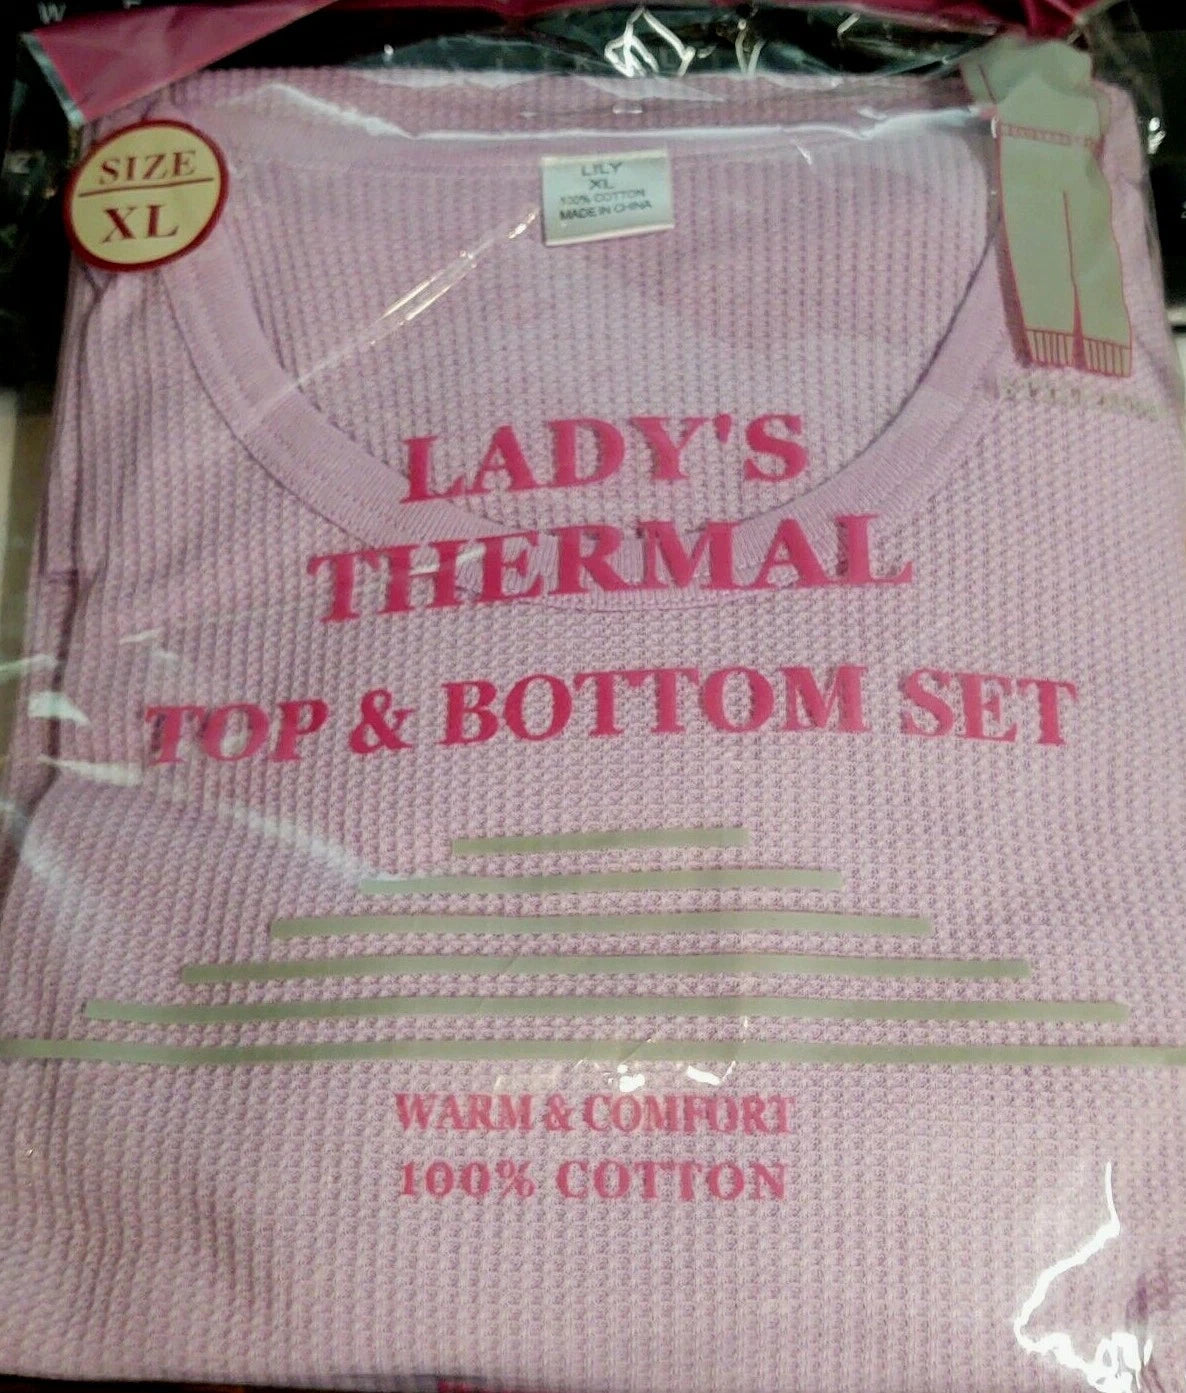 SIZE
XL
LILY
XL
100% COTTON
MADE IN CHINA
LADY'S
THERMAL
TOP & BOTTOM SET
WARM & COMFORT
100% COTTON